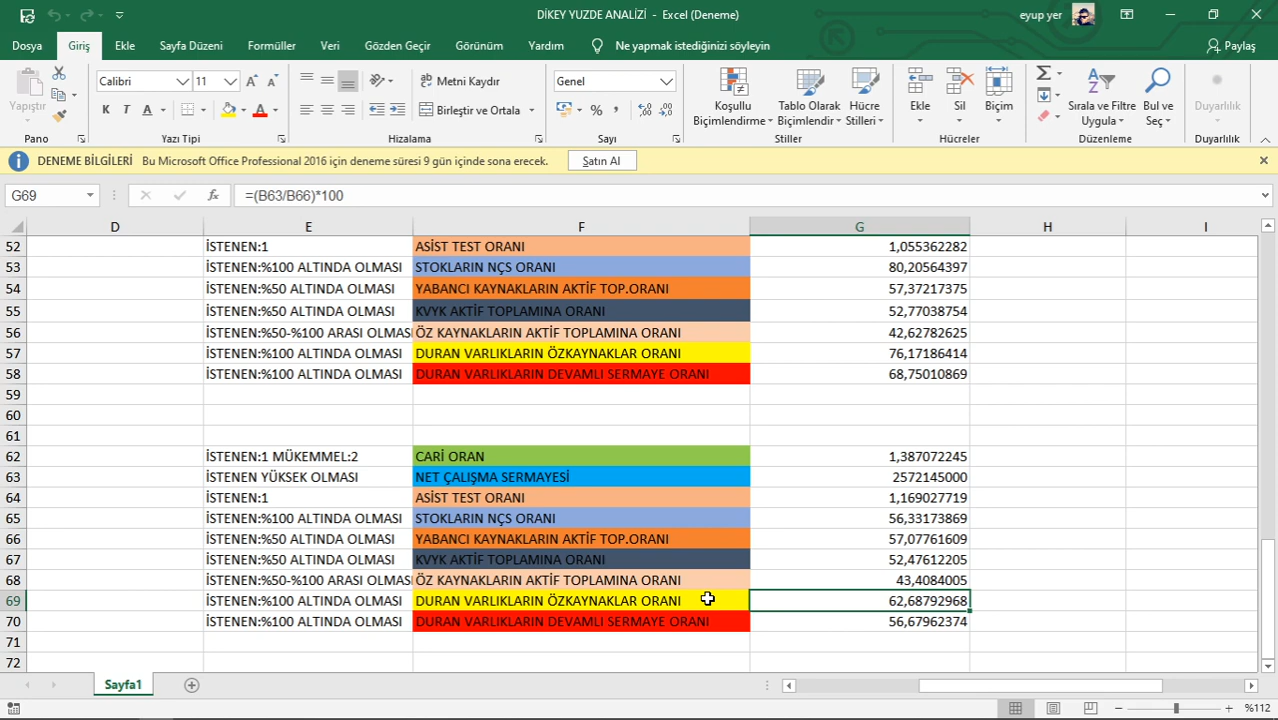 DİKEY YUZDE ANALİZİ - Excel (Deneme)
eyup yer
Dosya Giriş Ekle Sayfa Düzeni Formüller Veri Gözden Geçir Görünüm Yardım Ne yapmak istediğinizi söyleyin Paylaş
Yapıştır
Calibri 11
K T A
Metni Kaydır
Birleştir ve Ortala
Genel
Koşullu Biçimlendirme
Tablo Olarak Biçimlendir
Hücre Stilleri
Ekle Sil Biçim
Sırala ve Filtre Uygula
Bul ve Seç
Duyarlılık
Pano Yazı Tipi Hizalama Sayı Stiller Hücreler Düzenleme Duyarlılık
DENEME BİLGİLERİ Bu Microsoft Office Professional 2016 için deneme süresi 9 gün içinde sona erecek. Satın Al
G69 fx =(B63/B66)*100
D E F G H I
52 İSTENEN:1 ASİST TEST ORANI 1,055362282
53 İSTENEN:%100 ALTINDA OLMASI STOKLARIN NÇS ORANI 80,20564397
54 İSTENEN:%50 ALTINDA OLMASI YABANCI KAYNAKLARIN AKTİF TOP.ORANI 57,37217375
55 İSTENEN:%50 ALTINDA OLMASI KVYK AKTİF TOPLAMINA ORANI 52,77038754
56 İSTENEN:%50-%100 ARASI OLMASI ÖZ KAYNAKLARIN AKTİF TOPLAMINA ORANI 42,62782625
57 İSTENEN:%100 ALTINDA OLMASI DURAN VARLIKLARIN ÖZKAYNAKLAR ORANI 76,17186414
58 İSTENEN:%100 ALTINDA OLMASI DURAN VARLIKLARIN DEVAMLI SERMAYE ORANI 68,75010869
59
60
61
62 İSTENEN:1 MÜKEMMEL:2 CARİ ORAN 1,387072245
63 İSTENEN YÜKSEK OLMASI NET ÇALIŞMA SERMAYESİ 2572145000
64 İSTENEN:1 ASİST TEST ORANI 1,169027719
65 İSTENEN:%100 ALTINDA OLMASI STOKLARIN NÇS ORANI 56,33173869
66 İSTENEN:%50 ALTINDA OLMASI YABANCI KAYNAKLARIN AKTİF TOP.ORANI 57,07761609
67 İSTENEN:%50 ALTINDA OLMASI KVYK AKTİF TOPLAMINA ORANI 52,47612205
68 İSTENEN:%50-%100 ARASI OLMASI ÖZ KAYNAKLARIN AKTİF TOPLAMINA ORANI 43,4084005
69 İSTENEN:%100 ALTINDA OLMASI DURAN VARLIKLARIN ÖZKAYNAKLAR ORANI 62,68792968
70 İSTENEN:%100 ALTINDA OLMASI DURAN VARLIKLARIN DEVAMLI SERMAYE ORANI 56,67962374
71
72
Sayfa1
%112